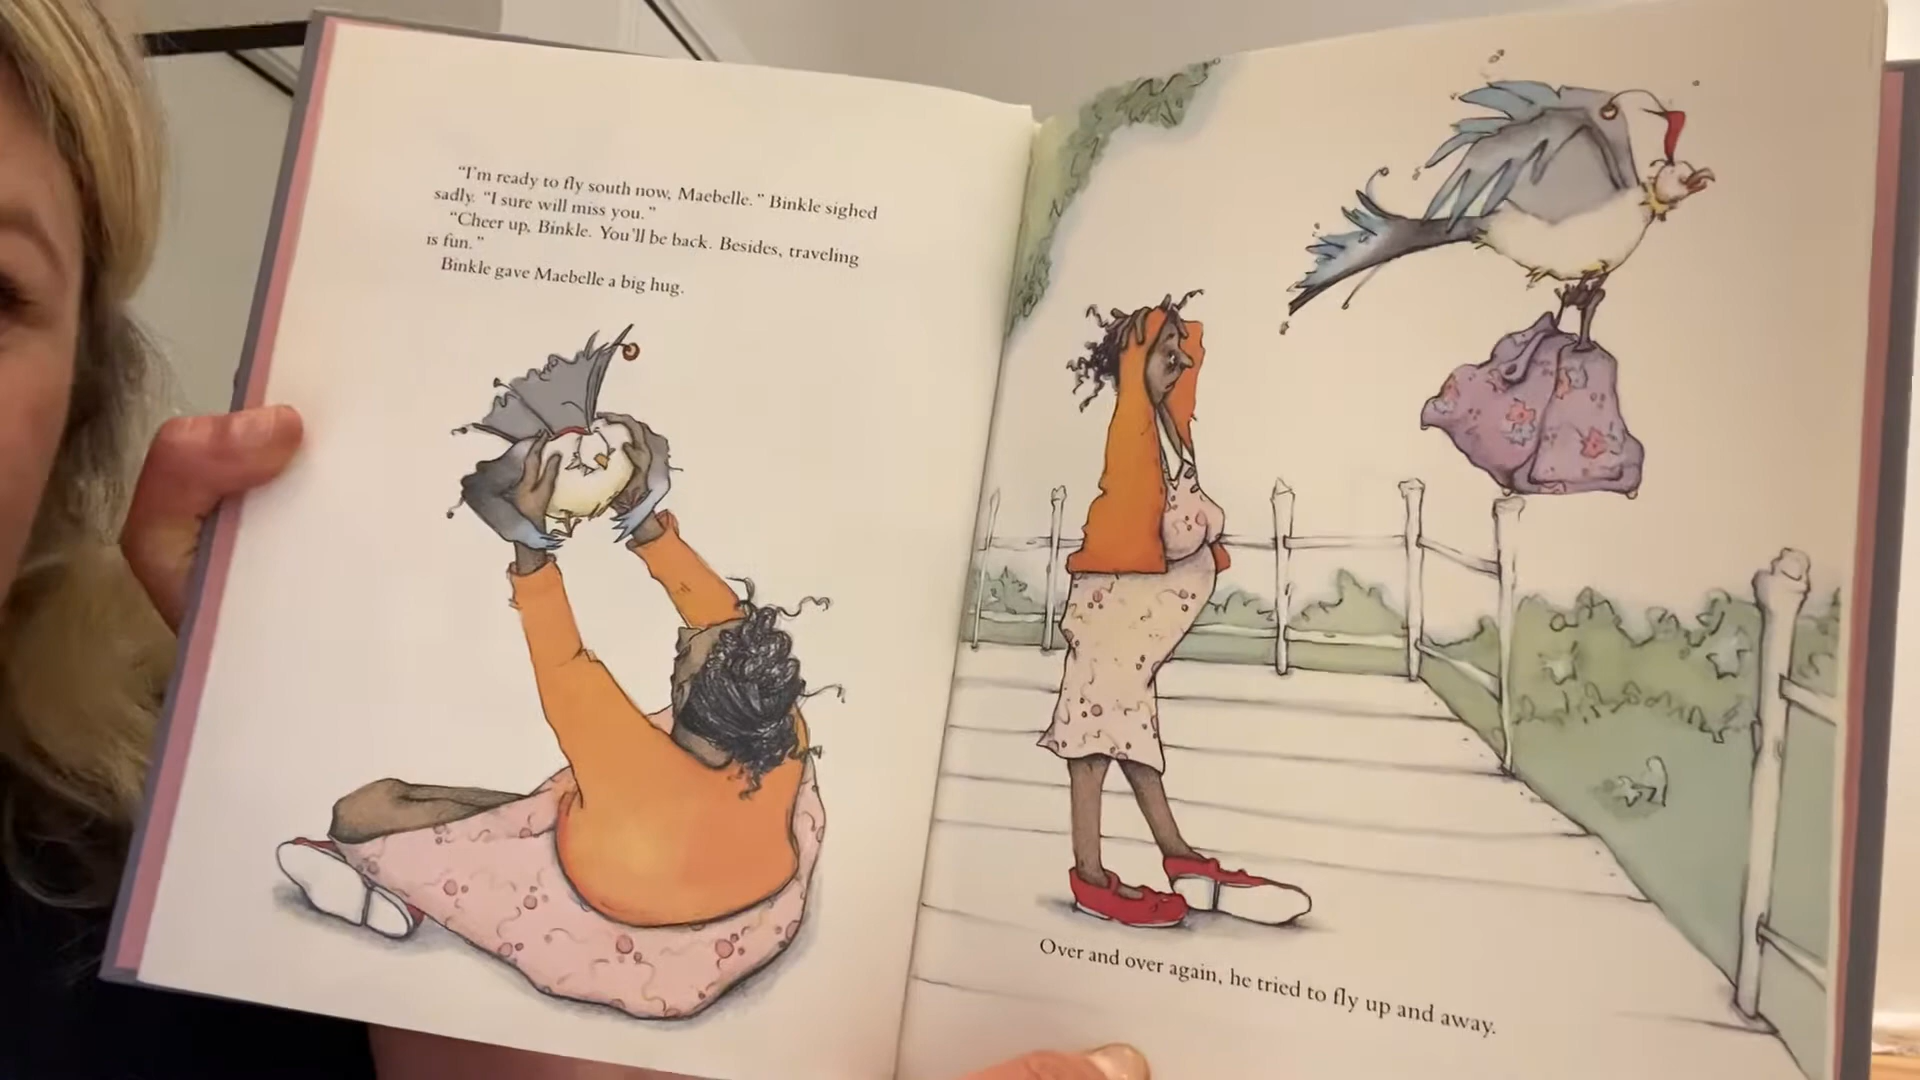 "I'm ready to fly south now, Maebelle." Binkle sighed
sadly. "I sure will miss you."
"Cheer up, Binkle. You'll be back. Besides, traveling
is fun."
Binkle gave Maebelle a big hug.
Over and over again, he tried to fly up and away.